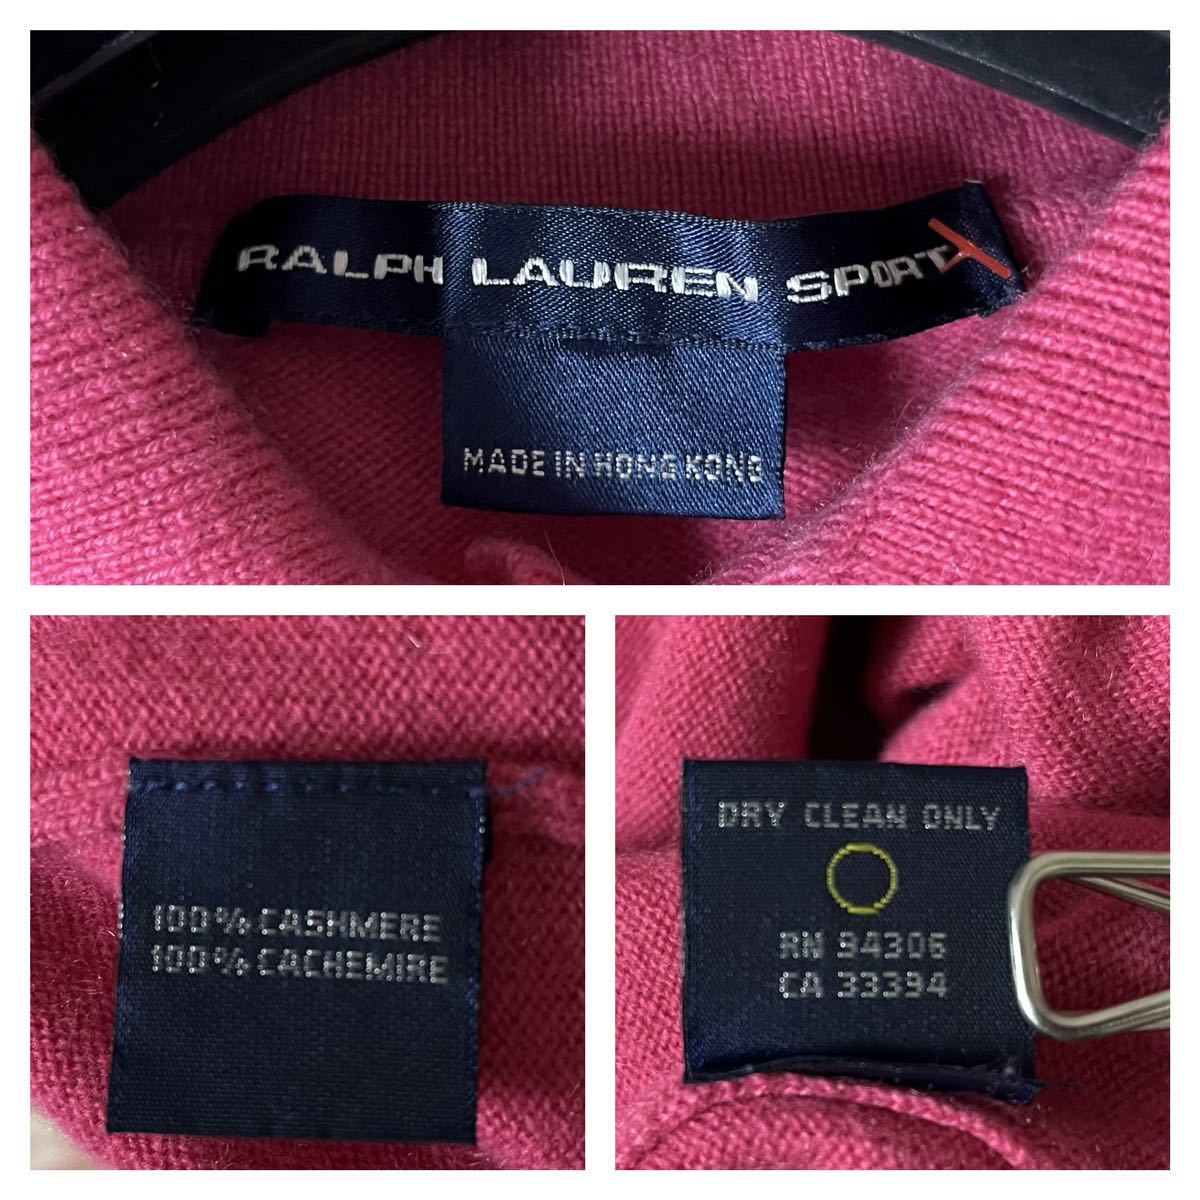 RALPH LAUREN SPORT
MADE IN HONG KONG
100% CASHMERE
100% CACHEMIRE
DRY CLEAN ONLY
RN 34306
CA 33394